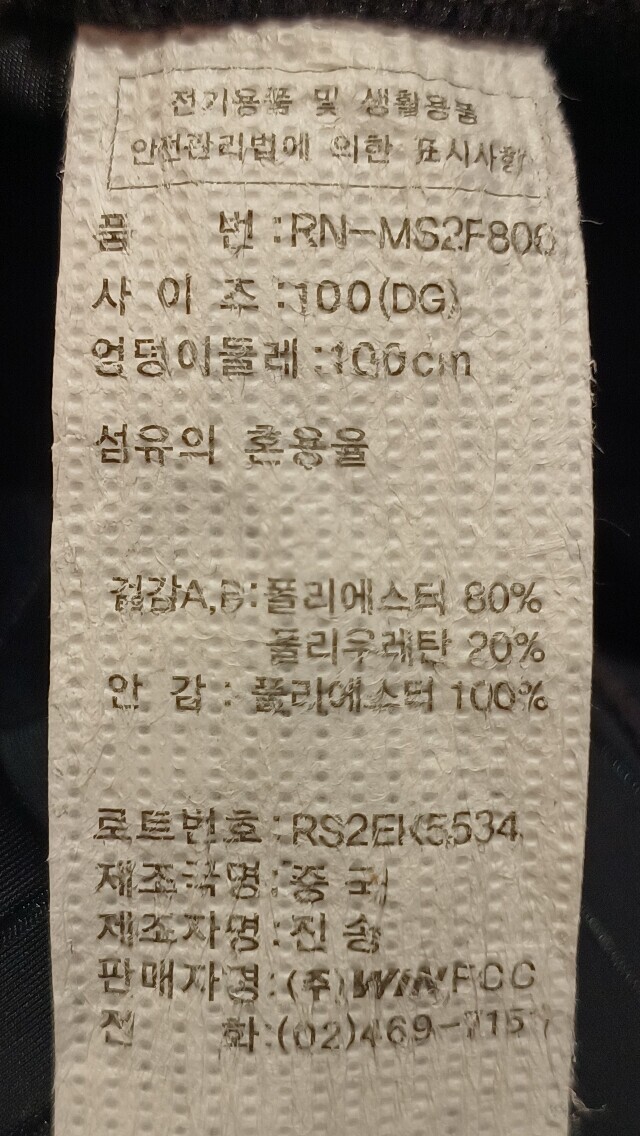 전기용품 및 생활용품
안전관리법에 의한 표시사항
품 번 : RN-MS2F806
사 이 즈 : 100(DG)
엉덩이둘레 : 100cm
섬유의 혼용율
겉감A,B: 폴리에스터 80%
폴리우레탄 20%
안 감 : 폴리에스터 100%
로트번호 : RS2EK5534
제조국명 : 중 국
제조자명 : 진 송
판매자명 : (주)
전 화:(02)469-